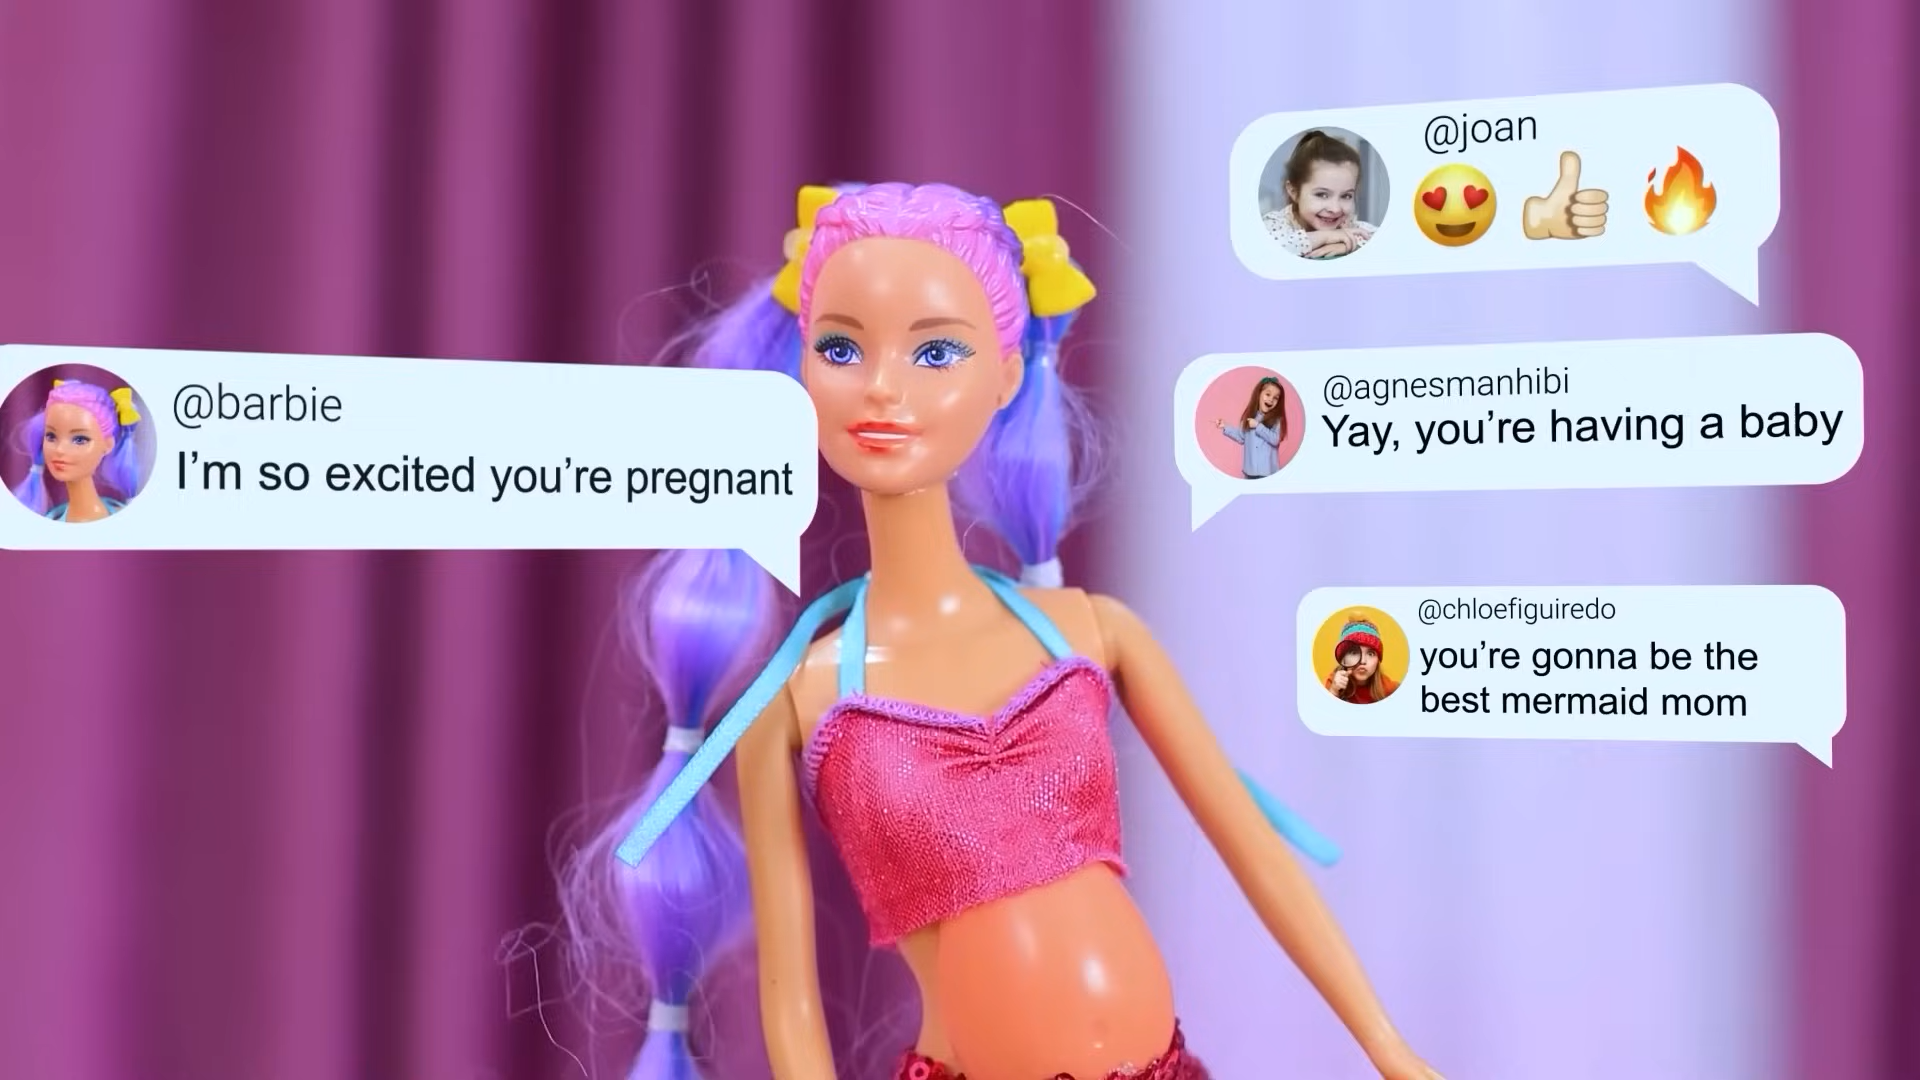 @joan
😍 👍🏻 🔥
@barbie
I'm so excited you're pregnant
@agnesmanhibi
Yay, you're having a baby
@chloefiguiredo
you're gonna be the
best mermaid mom